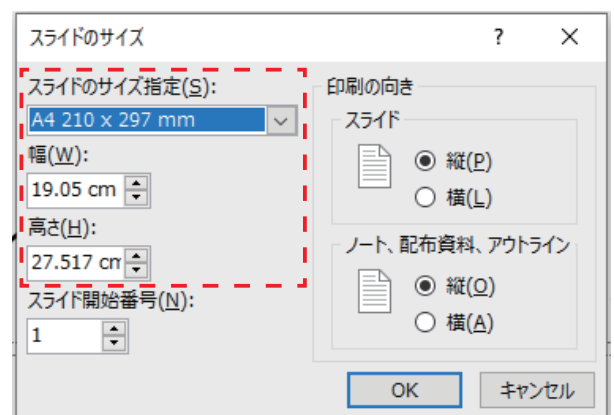 スライドのサイズ ? ×
スライドのサイズ指定(S):
A4 210 x 297 mm
幅(W):
19.05 cm
高さ(H):
27.517 cm
スライド開始番号(N):
1
印刷の向き
スライド
縦(P)
横(L)
ノート、配布資料、アウトライン
縦(O)
横(A)
OK キャンセル